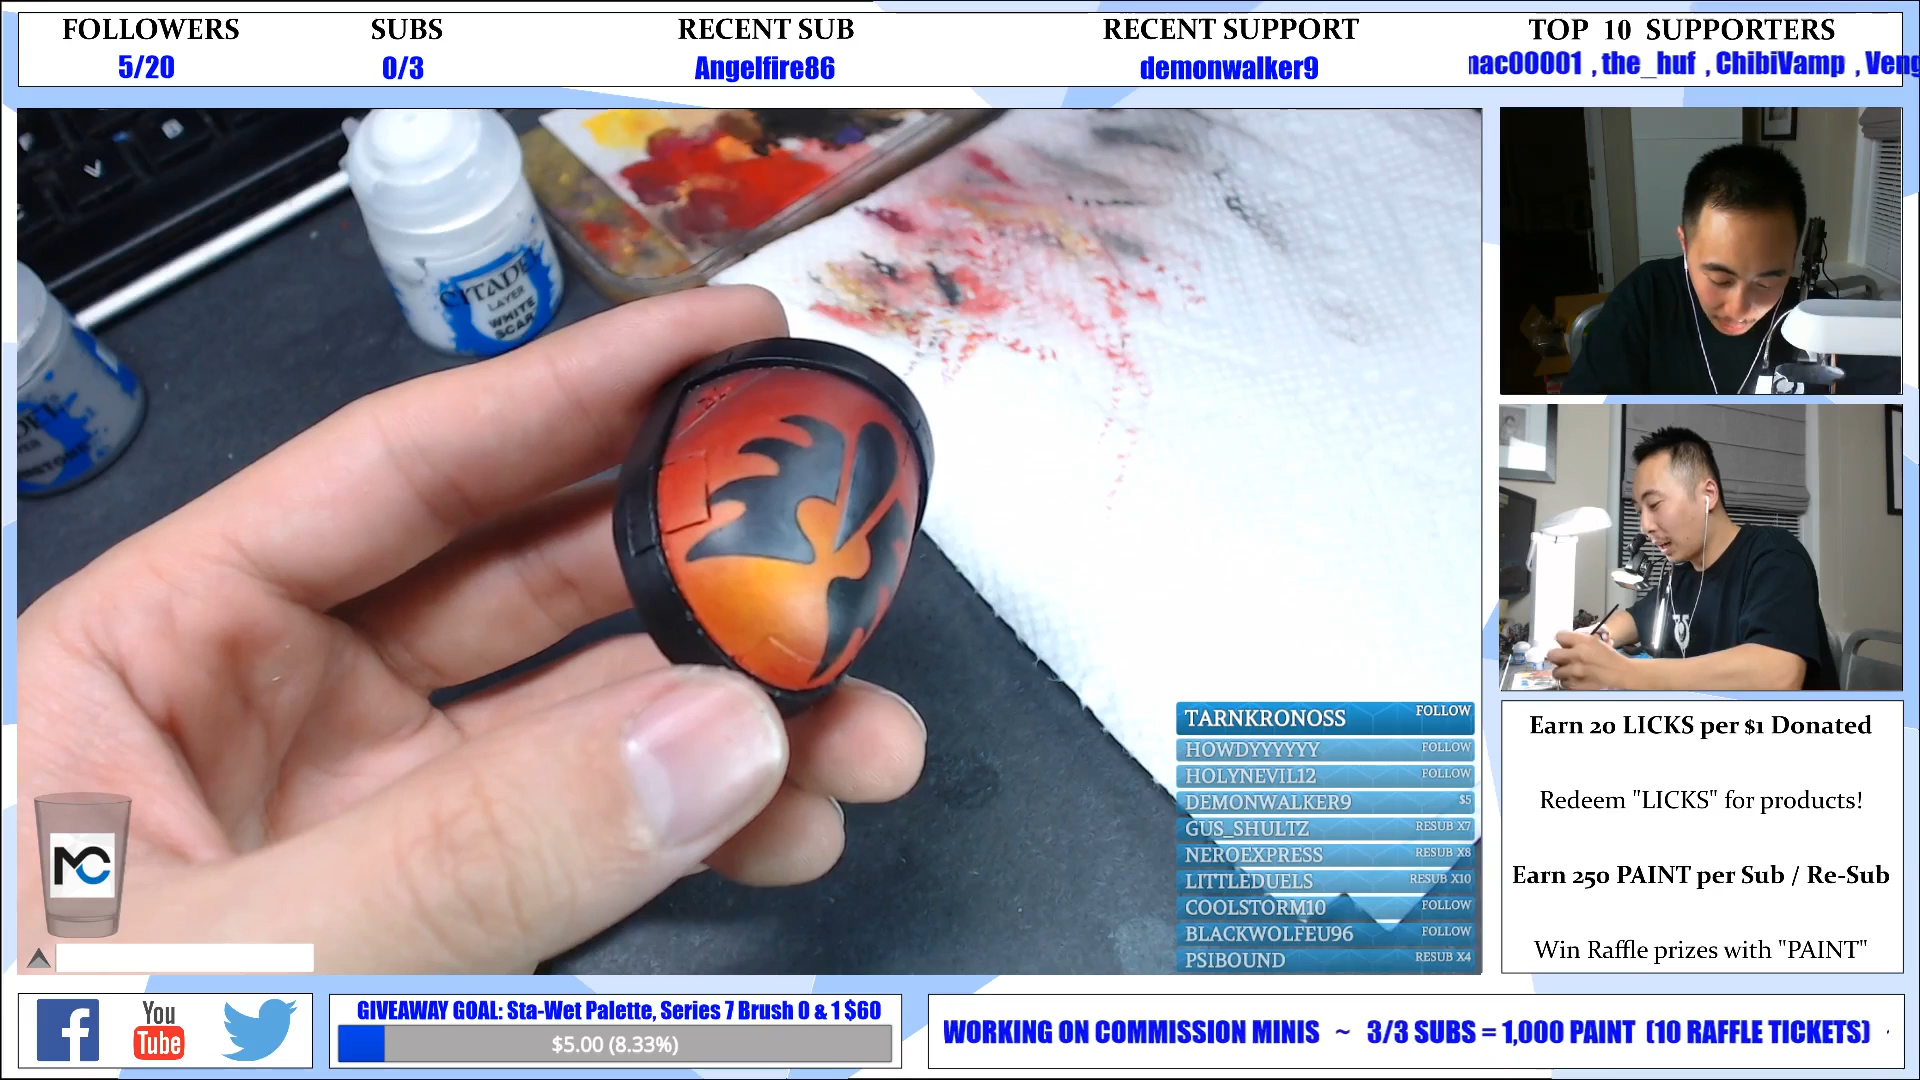 FOLLOWERS
5/20
SUBS
0/3
RECENT SUB
Angelfire86
RECENT SUPPORT
demonwalker9
TOP 10 SUPPORTERS
nac00001 , the_huf , ChibiVamp , Veng
CITADEL
LAYER
WHITE
SCAR
TARNKRONOSS FOLLOW
HOWDYYYYYY FOLLOW
HOLYNEVIL12 FOLLOW
DEMONWALKER9 $5
GUS_SHULTZ RESUB X7
NEROEXPRESS RESUB X8
LITTLEDUELS RESUB X10
COOLSTORM10 FOLLOW
BLACKWOLFEU96 FOLLOW
PSIBOUND RESUB X4
MC
Earn 20 LICKS per $1 Donated
Redeem "LICKS" for products!
Earn 250 PAINT per Sub / Re-Sub
Win Raffle prizes with "PAINT"
f
You
Tube
GIVEAWAY GOAL: Sta-Wet Palette, Series 7 Brush 0 & 1 $60
$5.00 (8.33%)
WORKING ON COMMISSION MINIS ~ 3/3 SUBS = 1,000 PAINT (10 RAFFLE TICKETS)